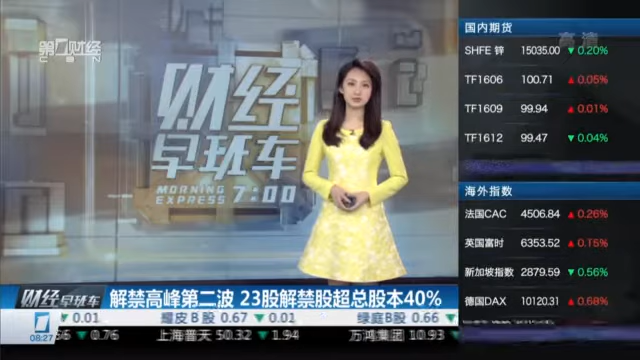 第一财经
CBN
高清
财经
早班车
MORNING
EXPRESS 7:00
国内期货
SHFE 锌 15035.00 ▼ 0.20%
TF1606 100.71 ▲ 0.05%
TF1609 99.94 ▲ 0.01%
TF1612 99.47 ▼ 0.04%
海外指数
法国CAC 4506.84 ▲ 0.26%
英国富时 6353.52 ▲ 0.15%
新加坡指数 2879.59 ▼ 0.56%
德国DAX 10120.31 ▲ 0.68%
财经早班车
解禁高峰第二波 23股解禁股超总股本40%
08:27
▼ 0.01 耀皮B股 0.67 ▼ 0.01 绿庭B股 0.66 ▼
▼ 0.76 上海普天 50.32 ▼ 1.94 万鸿集团 10.93